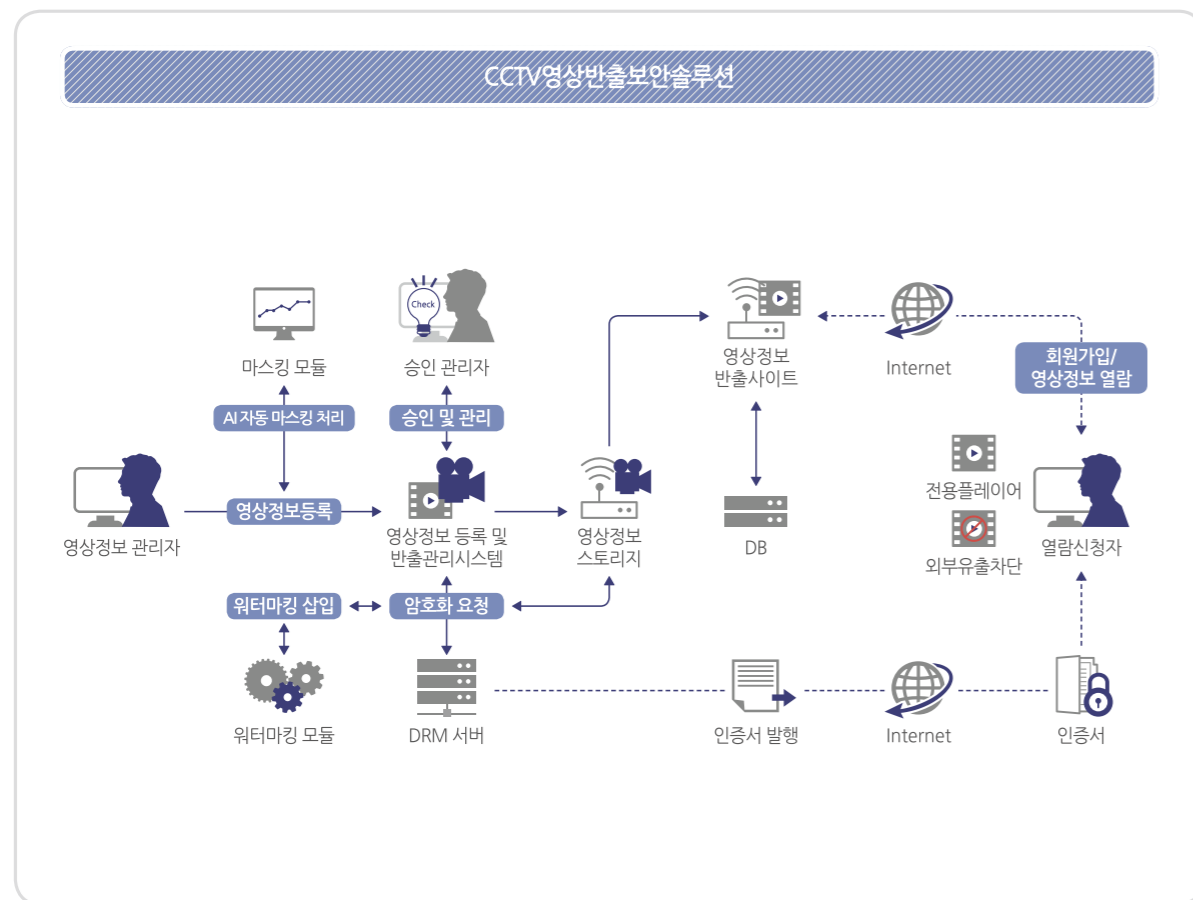 CCTV영상반출보안솔루션
Check
마스킹 모듈
승인 관리자
영상정보
반출사이트
Internet
회원가입/
영상정보 열람
AI 자동 마스킹 처리
승인 및 관리
영상정보 관리자
영상정보등록
영상정보 등록 및
반출관리시스템
영상정보
스토리지
DB
전용플레이어
외부유출차단
열람신청자
워터마킹 삽입
암호화 요청
워터마킹 모듈
DRM 서버
인증서 발행
Internet
인증서